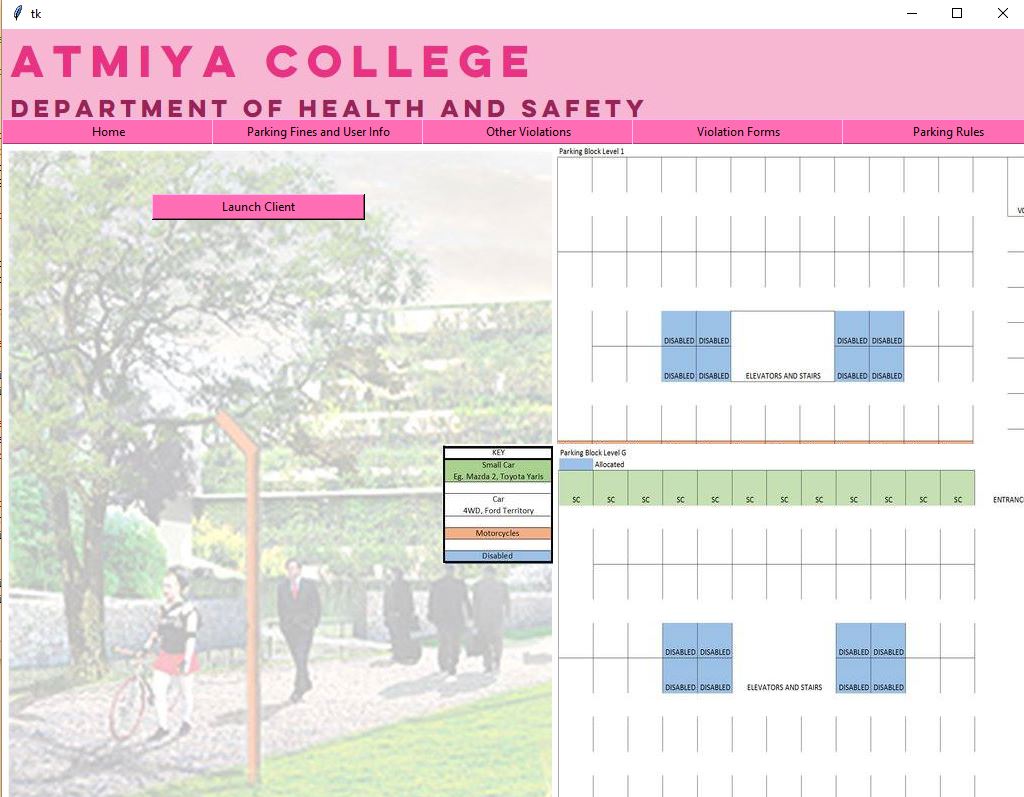 tk
ATMIYA COLLEGE
DEPARTMENT OF HEALTH AND SAFETY
Home Parking Fines and User Info Other Violations Violation Forms Parking Rules
Launch Client
KEY
Small Car
Eg. Mazda 2, Toyota Yaris
Car
4WD, Ford Territory
Motorcycles
Disabled
Parking Block Level 1
DISABLED DISABLED DISABLED DISABLED
DISABLED DISABLED ELEVATORS AND STAIRS DISABLED DISABLED
Parking Block Level G
Allocated
SC SC SC SC SC SC SC SC SC SC SC SC
DISABLED DISABLED DISABLED DISABLED
DISABLED DISABLED ELEVATORS AND STAIRS DISABLED DISABLED